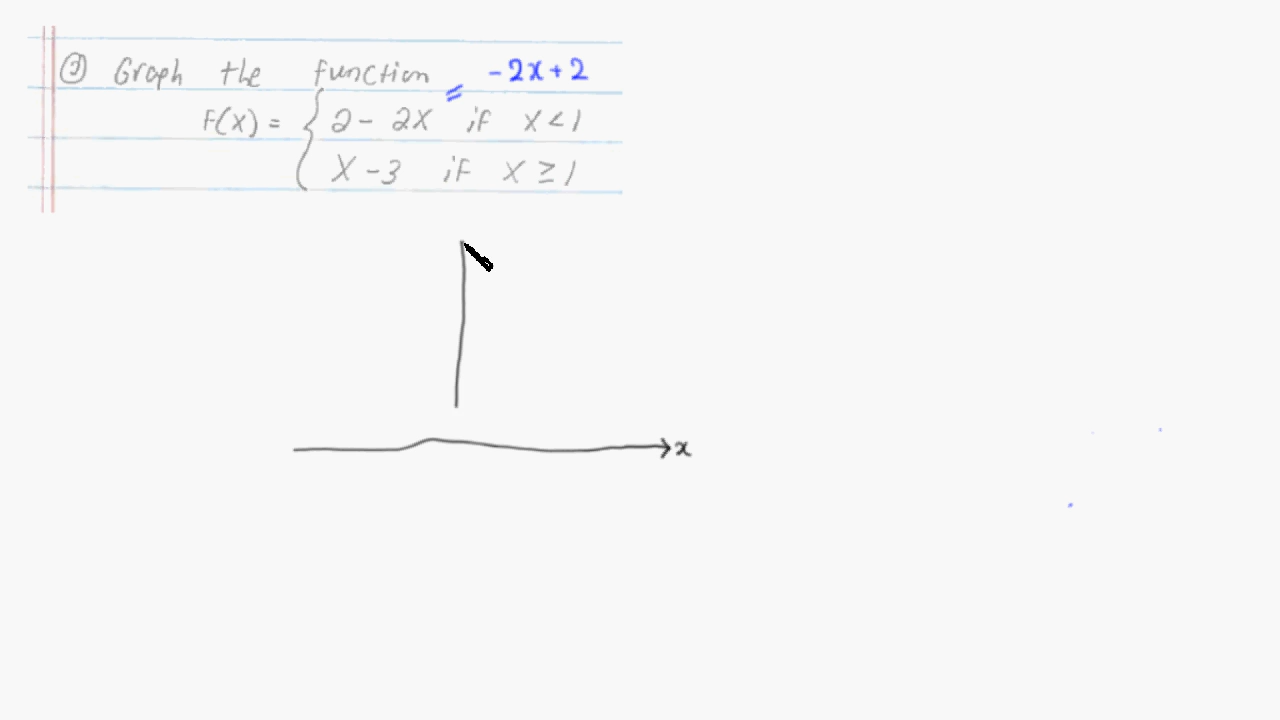 ③ Graph the function
= -2x+2
F(X) = { 2 - 2X if X < 1
X - 3 if X ≥ 1
x